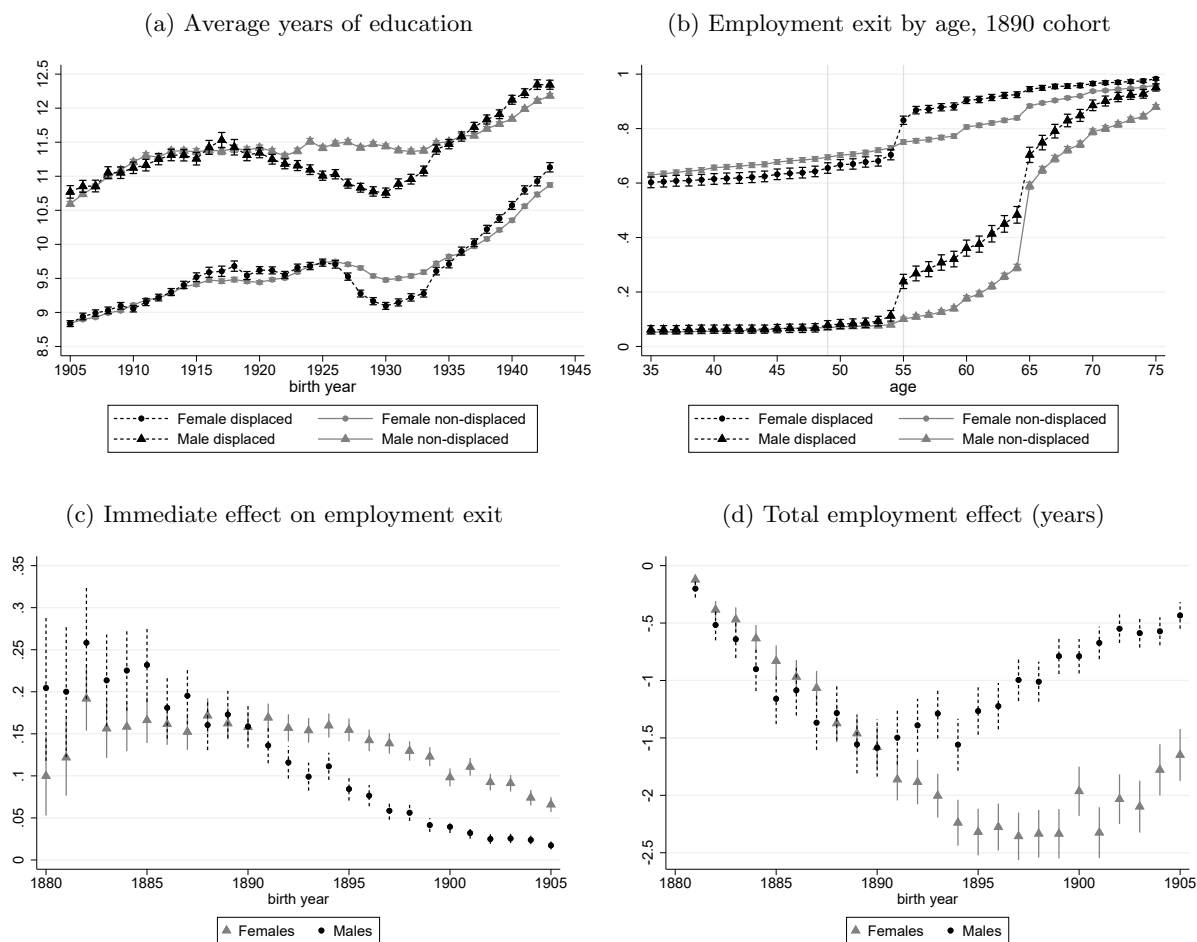 (a) Average years of education
12.5
12
11.5
11
10.5
10
9.5
9
8.5
1905 1910 1915 1920 1925 1930 1935 1940 1945
birth year
Female displaced Female non-displaced
Male displaced Male non-displaced
(b) Employment exit by age, 1890 cohort
1
.8
.6
.4
.2
0
35 40 45 50 55 60 65 70 75
age
Female displaced Female non-displaced
Male displaced Male non-displaced
(c) Immediate effect on employment exit
.35
.3
.25
.2
.15
.1
.05
0
1880 1885 1890 1895 1900 1905
birth year
Females Males
(d) Total employment effect (years)
0
-.5
-1
-1.5
-2
-2.5
1880 1885 1890 1895 1900 1905
birth year
Females Males